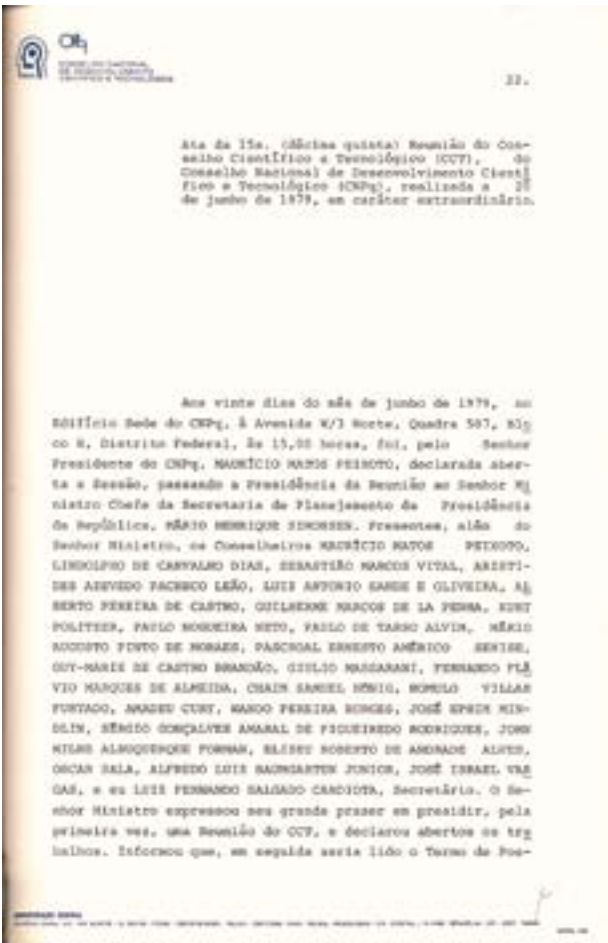 CNPq
CONSELHO NACIONAL
DE DESENVOLVIMENTO
CIENTÍFICO E TECNOLÓGICO
22.
Ata da 15a. (décima quinta) Reunião do Con-
selho Científico e Tecnológico (CCT), do
Conselho Nacional de Desenvolvimento Cientí
fico e Tecnológico (CNPq), realizada a 20
de junho de 1979, em caráter extraordinário.
Aos vinte dias do mês de junho de 1979, no
Edifício Sede do CNPq, à Avenida W/3 Norte, Quadra 507, Blo
co B, Distrito Federal, às 15,00 horas, foi, pelo Senhor
Presidente do CNPq, MAURÍCIO MATOS PEIXOTO, declarada aber-
ta a Sessão, passando a Presidência da Reunião ao Senhor Mi
nistro Chefe da Secretaria de Planejamento da Presidência
da República, MÁRIO HENRIQUE SIMONSEN. Presentes, além do
Senhor Ministro, os Conselheiros MAURÍCIO MATOS PEIXOTO,
LINDOLPHO DE CARVALHO DIAS, SEBASTIÃO MARCOS VITAL, ARISTI-
DES AZEVEDO PACHECO LEÃO, LUIS ANTONIO GANDE E OLIVEIRA, AL
BERTO PEREIRA DE CASTRO, GUILHERME MARCOS DE LA PENHA, KURT
POLITZER, PAULO NOGUEIRA NETO, PAULO DE TARSO ALVIM, MÁRIO
AUGUSTO PINTO DE MORAES, PASCHOAL ERNESTO AMÉRICO SENISE,
GUY-MARIE DE CASTRO BRANDÃO, GIULIO MASSARANI, FERNANDO FLÁ
VIO MARQUES DE ALMEIDA, CHAIM SAMUEL HÖNIG, ROMULO VILLAR
FURTADO, AMADEU CURY, WANDO PEREIRA BORGES, JOSÉ EPHIM MIN-
DLIN, SÉRGIO GONÇALVES AMARAL DE FIGUEIREDO RODRIGUES, JOHN
MILNE ALBUQUERQUE FORMAN, ELISEU ROBERTO DE ANDRADE ALVES,
OSCAR SALA, ALFREDO LUIS BAUMGARTEN JUNIOR, JOSÉ ISRAEL VAR
GAS, e eu LUIS FERNANDO SALGADO CANDIOTA, Secretário. O Se-
nhor Ministro expressou seu grande prazer em presidir, pela
primeira vez, uma Reunião do CCT, e declarou abertos os tra
balhos. Informou que, em seguida seria lido o Termo de Pos-